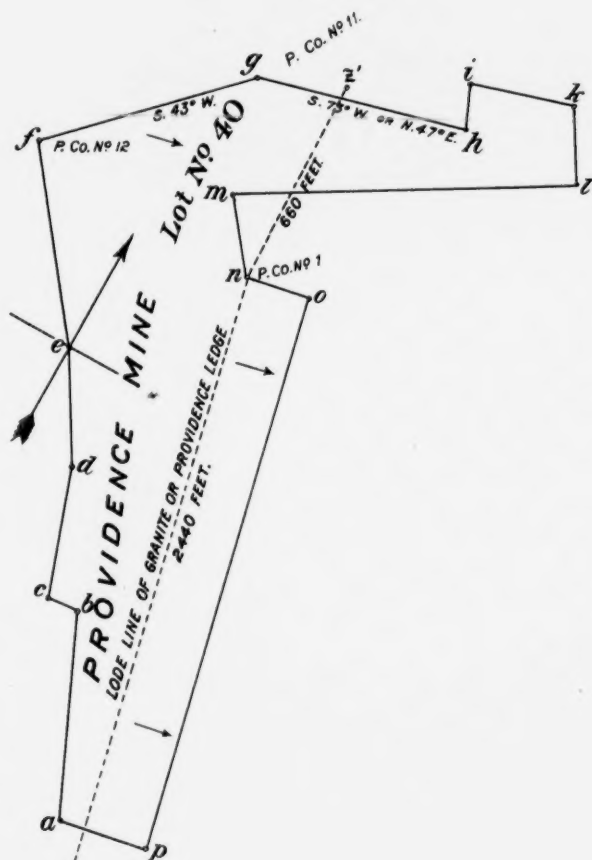 g
P. Co. Nº 11.
z'
i
k
S. 43° W.
S. 75° W. OR N. 47° E.
f
P. Co. Nº 12
h
Lot Nº 40
m
l
660 FEET.
n
P. Co. Nº 1
o
e
PROVIDENCE MINE
LODE LINE OF GRANITE OR PROVIDENCE LEDGE
2440 FEET.
d
c
b
a
p